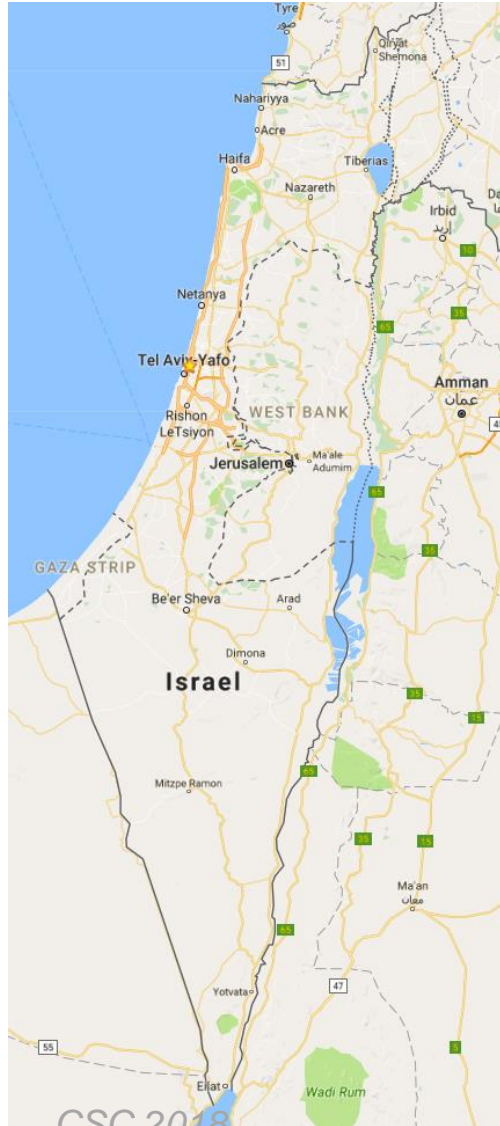 Tyre
صور
Qiryat
Shemona
51
Nahariyya
Acre
Haifa
Tiberias
Nazareth
Irbid
إربد
10
Netanya
35
65
Tel Aviv-Yafo
Amman
عمان
Rishon
LeTsiyon
WEST BANK
Jerusalem
Ma'ale
Adumim
65
35
GAZA STRIP
Be'er Sheva
Arad
Dimona
Israel
35
15
65
Mitzpe Ramon
35
15
Ma'an
معان
65
Yotvata
47
55
5
Eilat
Wadi Rum
CSC 2018